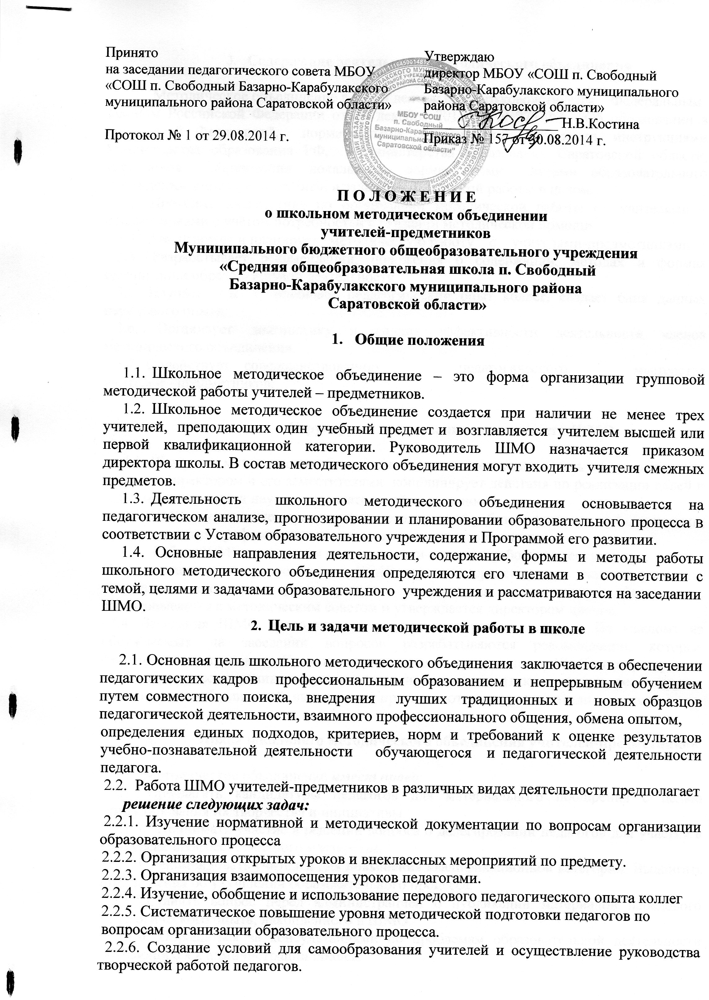 Принято
на заседании педагогического совета МБОУ
«СОШ п. Свободный Базарно-Карабулакского
муниципального района Саратовской области»
Протокол № 1 от 29.08.2014 г.
Утверждаю
директор МБОУ «СОШ п. Свободный
Базарно-Карабулакского муниципального
района Саратовской области»
Н.В.Костина
Приказ № 157 от 30.08.2014 г.
МБОУ "СОШ
п. Свободный
Базарно-Карабулакского
муниципального района
Саратовской области"
П О Л О Ж Е Н И Е
о школьном методическом объединении
учителей-предметников
Муниципального бюджетного общеобразовательного учреждения
«Средняя общеобразовательная школа п. Свободный
Базарно-Карабулакского муниципального района
Саратовской области»
1. Общие положения
1.1. Школьное методическое объединение – это форма организации групповой
методической работы учителей – предметников.
1.2. Школьное методическое объединение создается при наличии не менее трех
учителей, преподающих один учебный предмет и возглавляется учителем высшей или
первой квалификационной категории. Руководитель ШМО назначается приказом
директора школы. В состав методического объединения могут входить учителя смежных
предметов.
1.3. Деятельность школьного методического объединения основывается на
педагогическом анализе, прогнозировании и планировании образовательного процесса в
соответствии с Уставом образовательного учреждения и Программой его развитии.
1.4. Основные направления деятельности, содержание, формы и методы работы
школьного методического объединения определяются его членами в соответствии с
темой, целями и задачами образовательного учреждения и рассматриваются на заседании
ШМО.
2. Цель и задачи методической работы в школе
2.1. Основная цель школьного методического объединения заключается в обеспечении
педагогических кадров профессиональным образованием и непрерывным обучением
путем совместного поиска, внедрения лучших традиционных и новых образцов
педагогической деятельности, взаимного профессионального общения, обмена опытом,
определения единых подходов, критериев, норм и требований к оценке результатов
учебно-познавательной деятельности обучающегося и педагогической деятельности
педагога.
2.2. Работа ШМО учителей-предметников в различных видах деятельности предполагает
решение следующих задач:
2.2.1. Изучение нормативной и методической документации по вопросам организации
образовательного процесса
2.2.2. Организация открытых уроков и внеклассных мероприятий по предмету.
2.2.3. Организация взаимопосещения уроков педагогами.
2.2.4. Изучение, обобщение и использование передового педагогического опыта коллег
2.2.5. Систематическое повышение уровня методической подготовки педагогов по
вопросам организации образовательного процесса.
2.2.6. Создание условий для самообразования учителей и осуществление руководства
творческой работой педагогов.